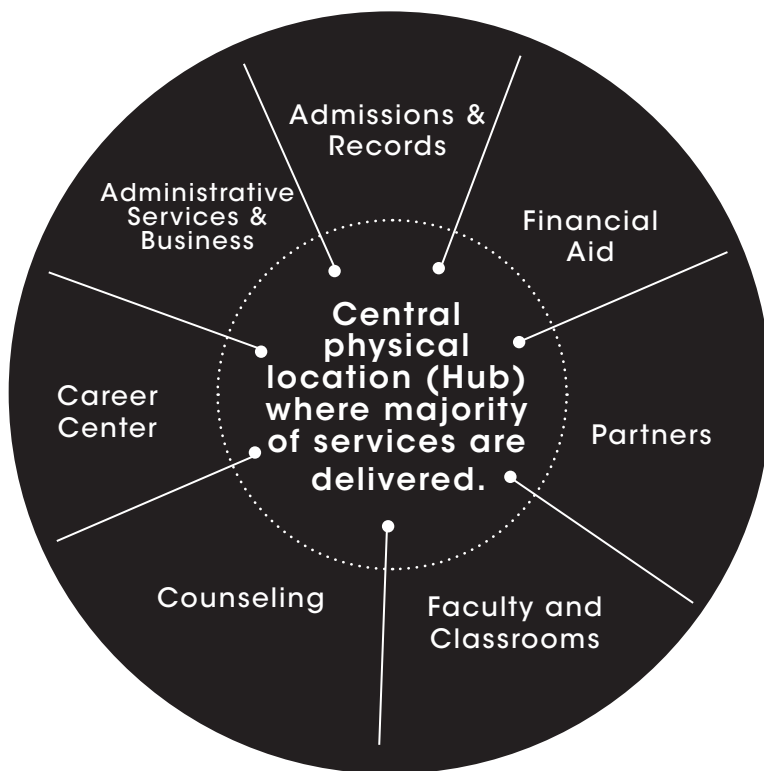 Admissions &
Records
Administrative
Services &
Business
Financial
Aid
Central
physical
location (Hub)
where majority
of services are
delivered.
Career
Center
Partners
Counseling
Faculty and
Classrooms